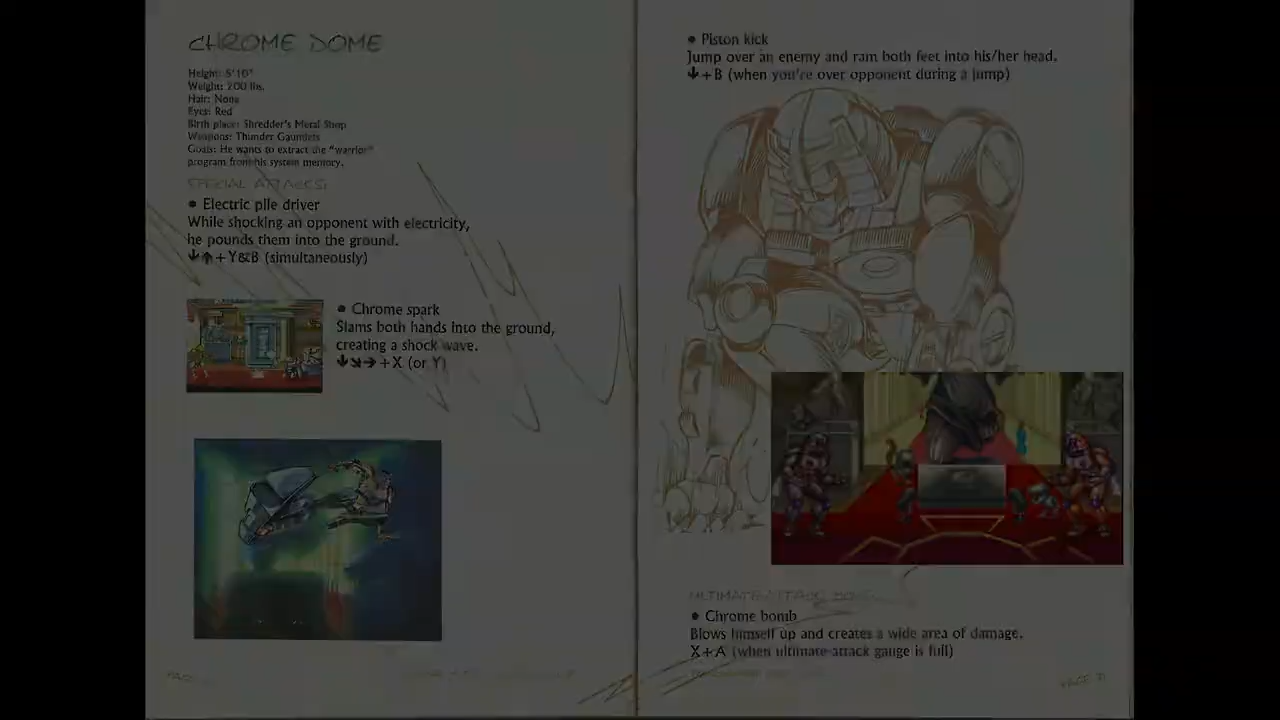 CHROME DOME
Height: 5'10"
Weight: 200 lbs.
Hair: None
Eyes: Red
Birth place: Shredder's Metal Shop
Weapons: Thunder Gauntlets
Goals: He wants to extract the "warrior"
program from his system memory.
SPECIAL ATTACKS:
● Electric pile driver
While shocking an opponent with electricity,
he pounds them into the ground.
↓↑+Y&B (simultaneously)
● Chrome spark
Slams both hands into the ground,
creating a shock wave.
↓↘→+X (or Y)
● Piston kick
Jump over an enemy and ram both feet into his/her head.
↓+B (when you're over opponent during a jump)
ULTIMATE ATTACK
● Chrome bomb
Blows himself up and creates a wide area of damage.
X+A (when ultimate-attack gauge is full)
PAGE
PAGE